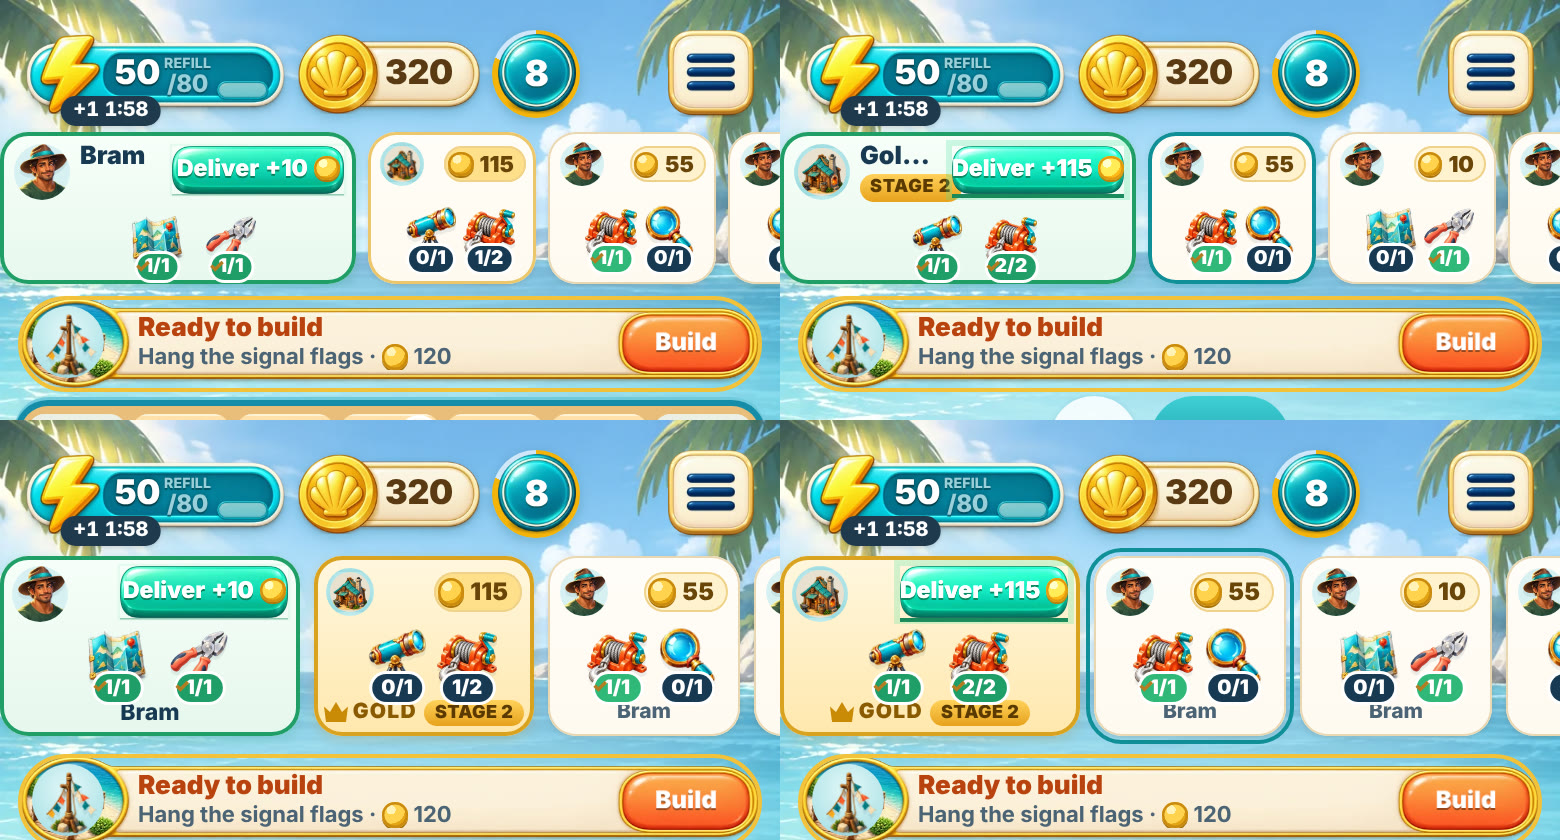 50 REFILL /80
+1 1:58
320
8
Bram
Deliver +10
1/1 1/1
115
0/1 1/2
55
1/1 0/1
Ready to build
Hang the signal flags · 120
Build
50 REFILL /80
+1 1:58
320
8
Gol...
STAGE 2
Deliver +115
1/1 2/2
55
1/1 0/1
10
0/1 1/1
Ready to build
Hang the signal flags · 120
Build
50 REFILL /80
+1 1:58
320
8
Deliver +10
1/1 1/1
Bram
115
0/1 1/2
GOLD STAGE 2
55
1/1 0/1
Bram
Ready to build
Hang the signal flags · 120
Build
50 REFILL /80
+1 1:58
320
8
Deliver +115
1/1 2/2
GOLD STAGE 2
55
1/1 0/1
Bram
10
0/1 1/1
Bram
Ready to build
Hang the signal flags · 120
Build